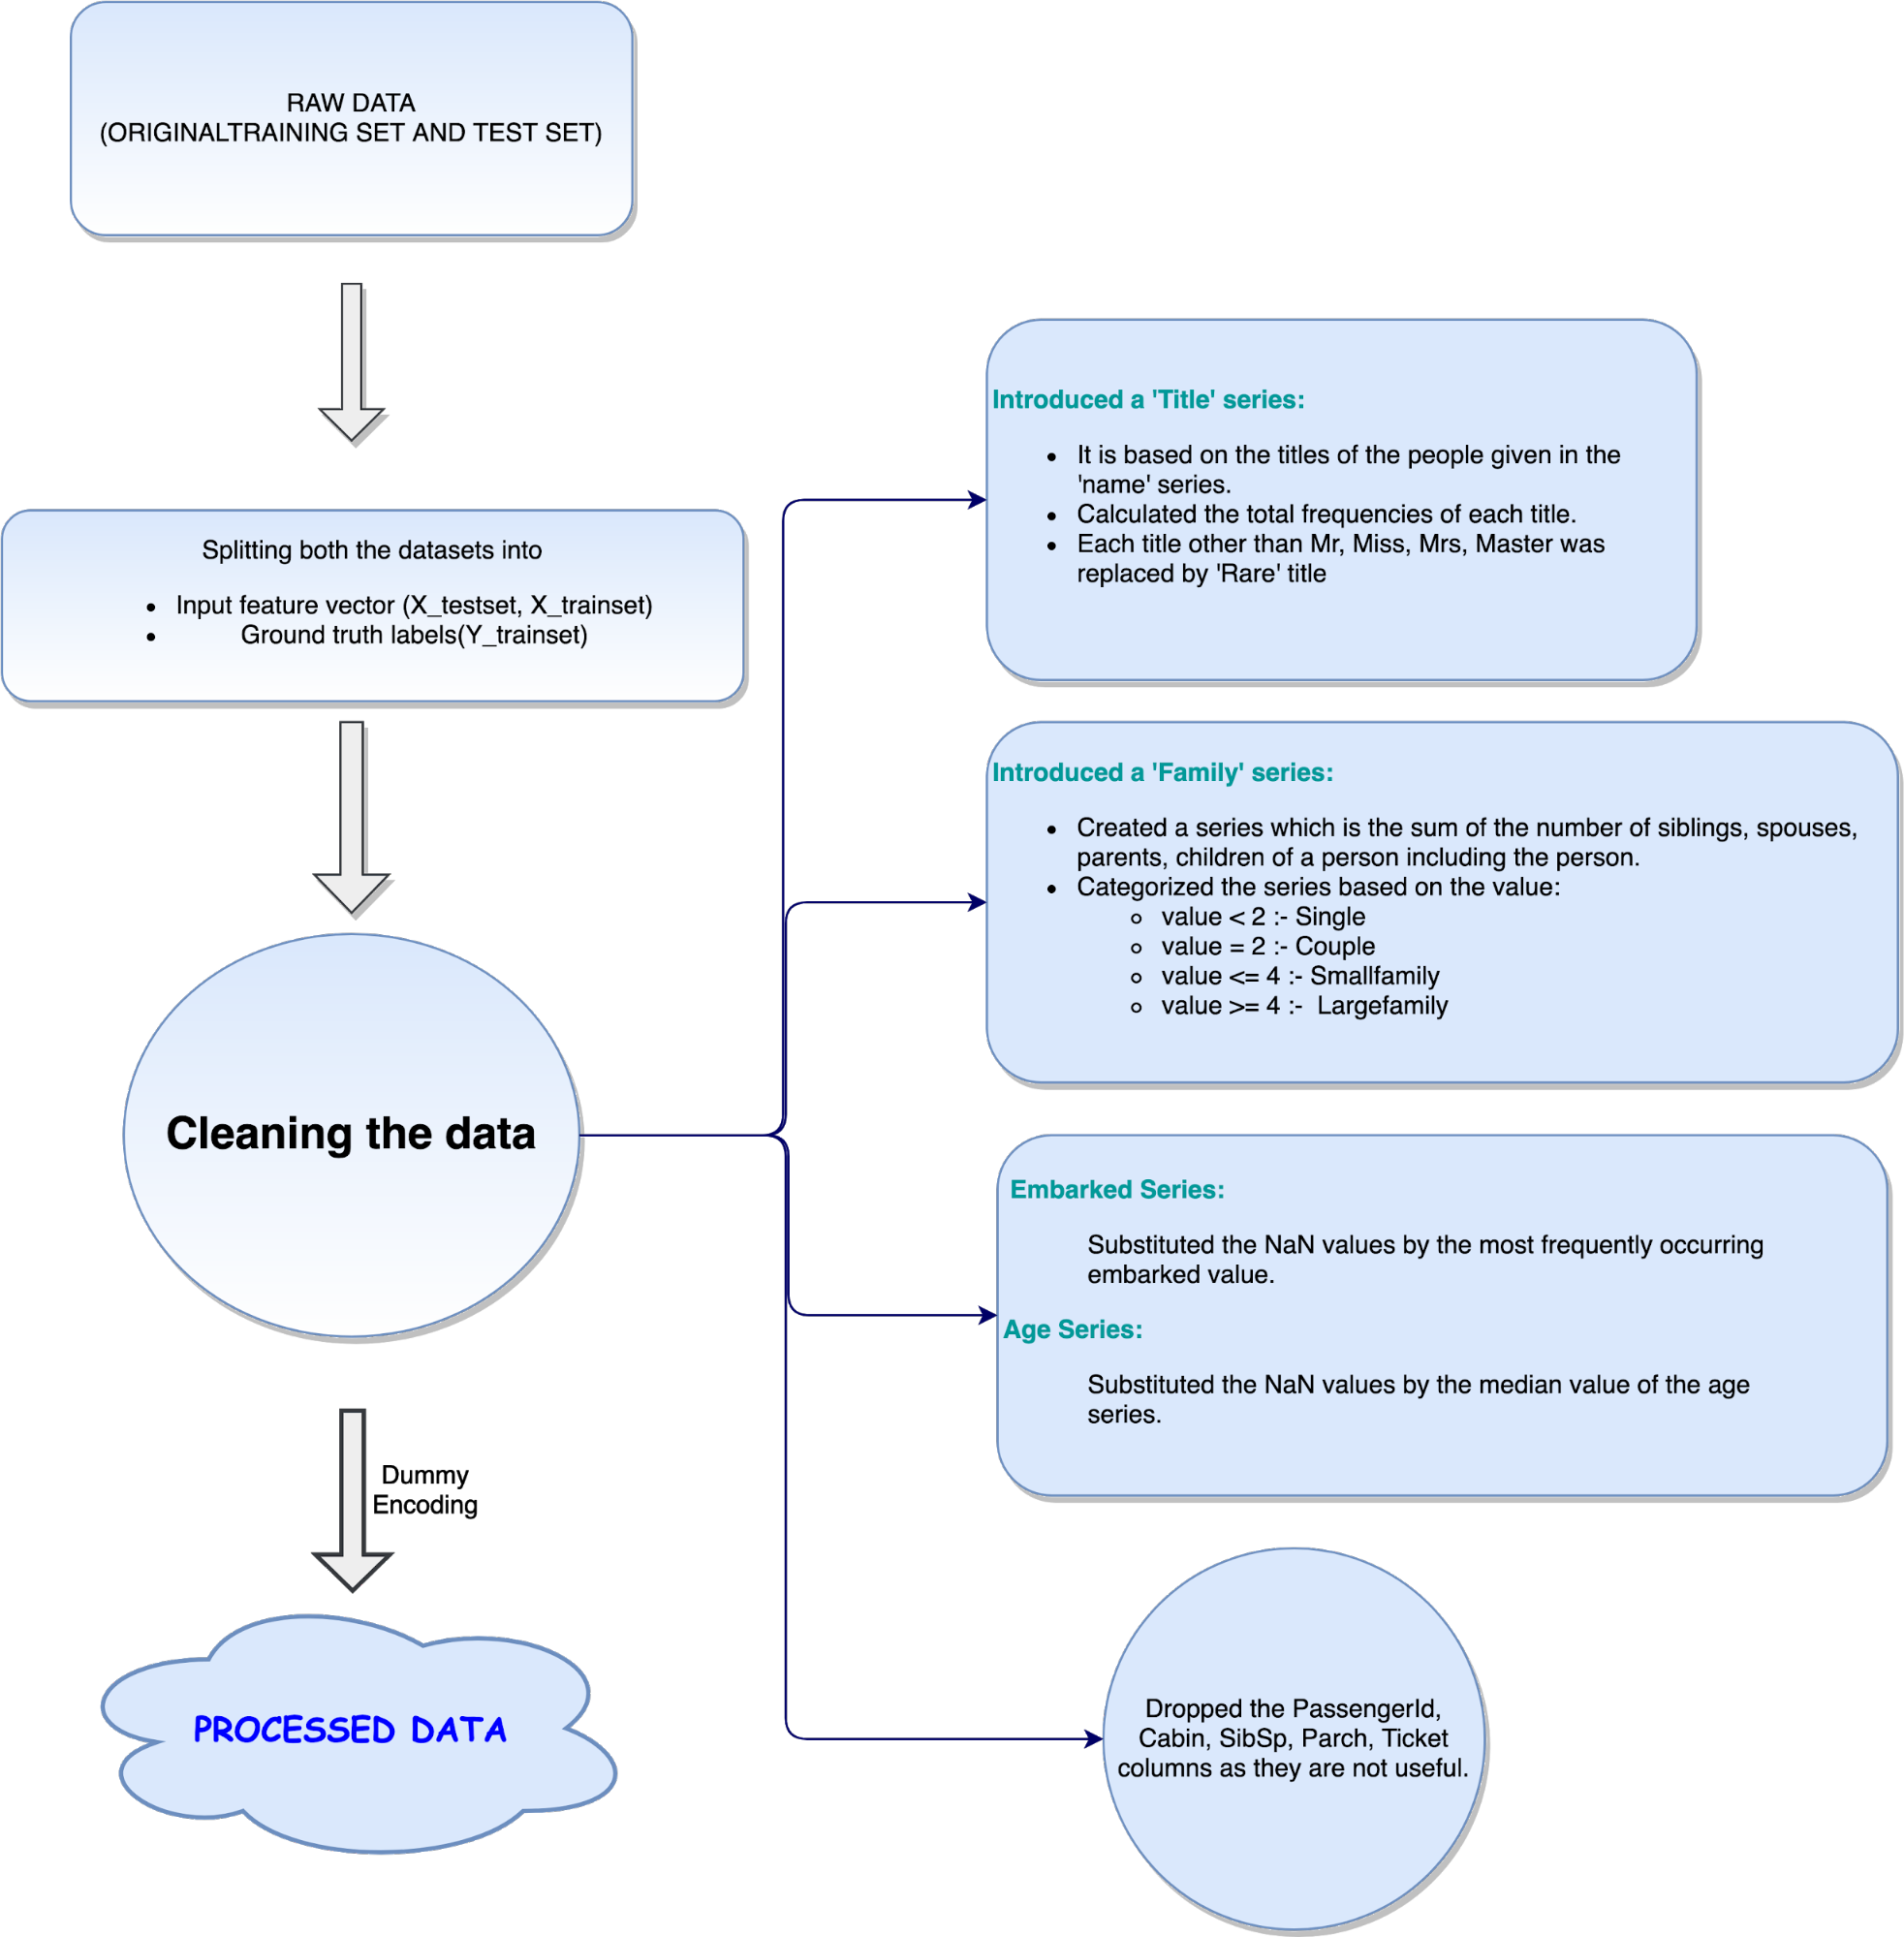 RAW DATA
(ORIGINALTRAINING SET AND TEST SET)
Splitting both the datasets into
• Input feature vector (X_testset, X_trainset)
• Ground truth labels(Y_trainset)
Cleaning the data
Dummy
Encoding
PROCESSED DATA
Introduced a 'Title' series:
• It is based on the titles of the people given in the
'name' series.
• Calculated the total frequencies of each title.
• Each title other than Mr, Miss, Mrs, Master was
replaced by 'Rare' title
Introduced a 'Family' series:
• Created a series which is the sum of the number of siblings, spouses,
parents, children of a person including the person.
• Categorized the series based on the value:
◦ value < 2 :- Single
◦ value = 2 :- Couple
◦ value <= 4 :- Smallfamily
◦ value >= 4 :- Largefamily
Embarked Series:
Substituted the NaN values by the most frequently occurring
embarked value.
Age Series:
Substituted the NaN values by the median value of the age
series.
Dropped the PassengerId,
Cabin, SibSp, Parch, Ticket
columns as they are not useful.